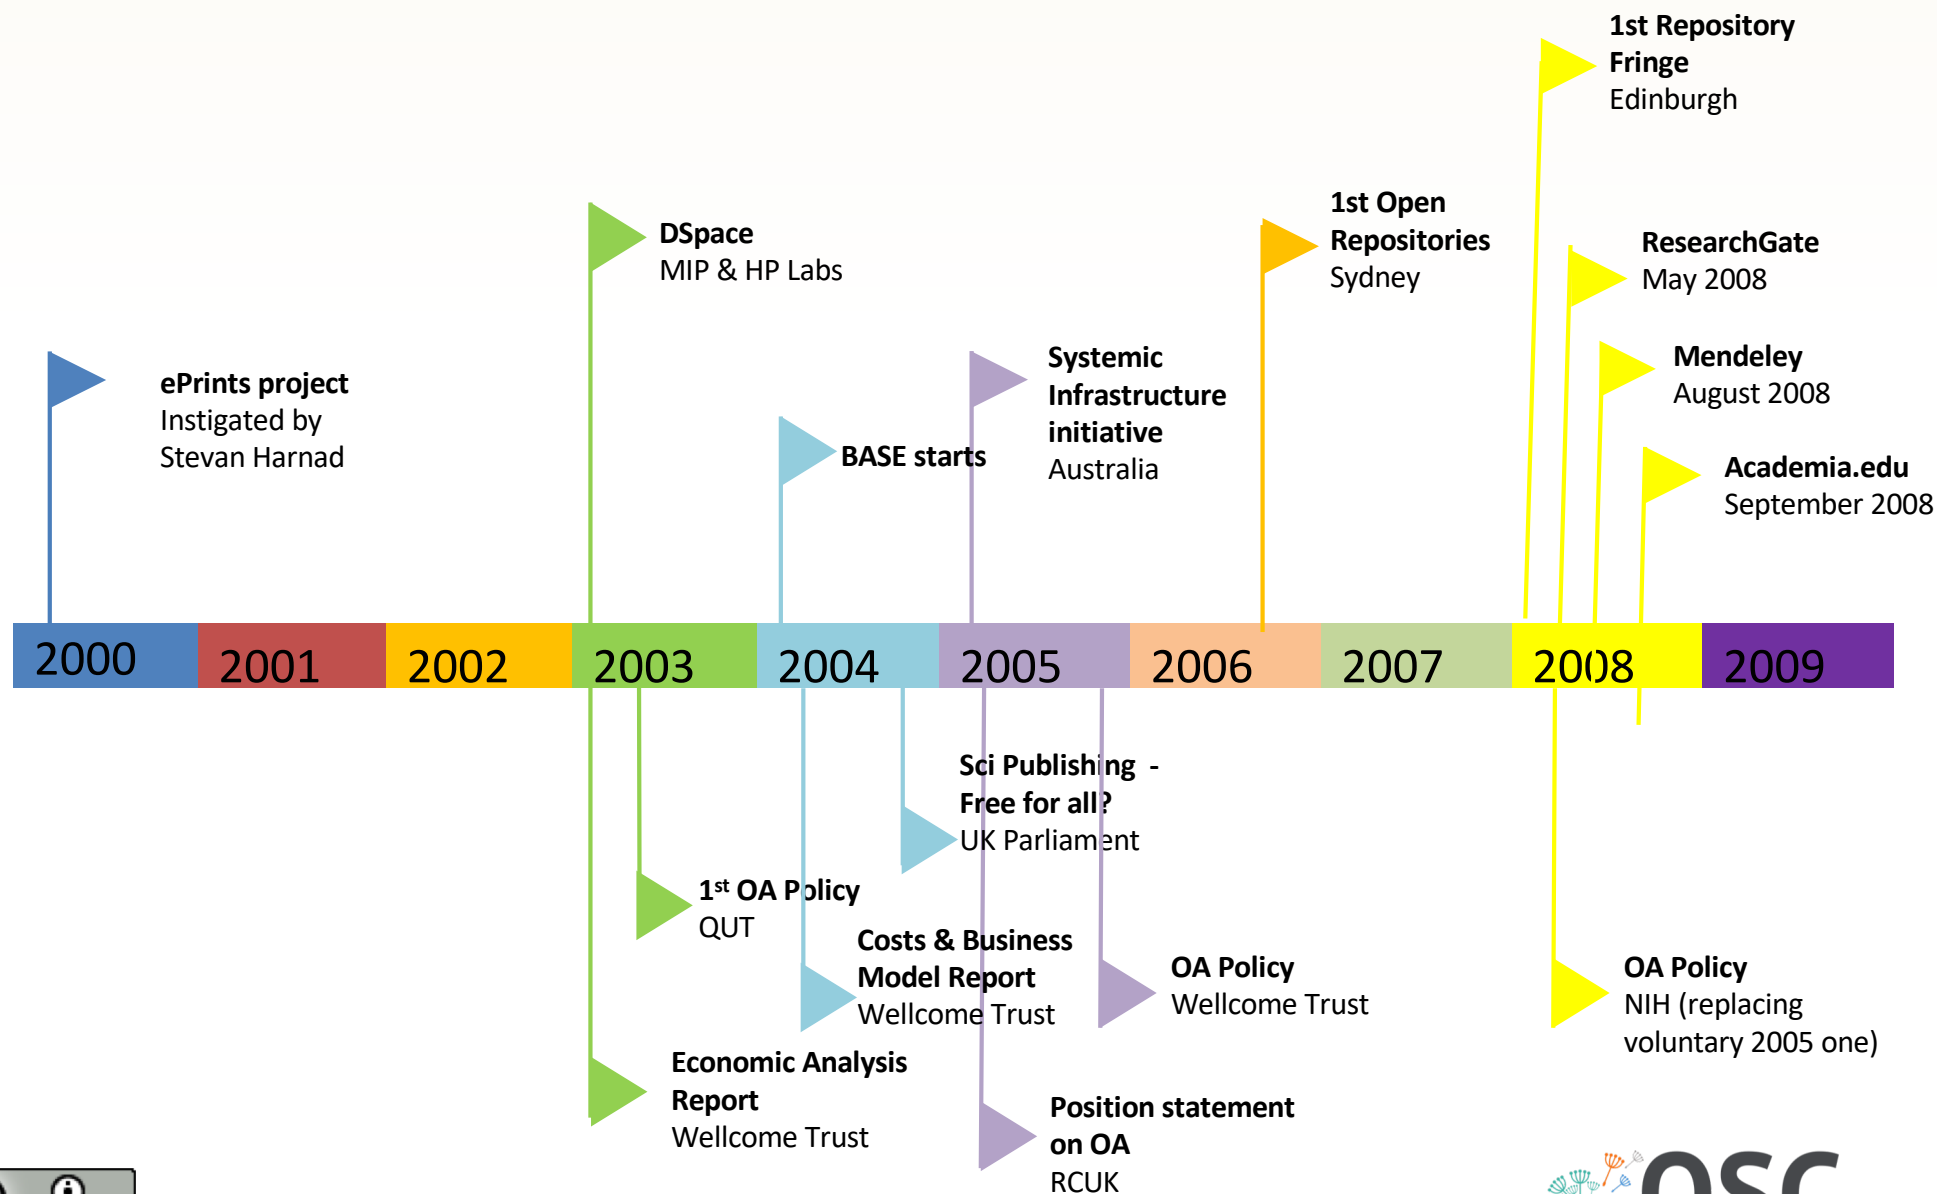 1st Repository
Fringe
Edinburgh
DSpace
MIP & HP Labs
1st Open
Repositories
Sydney
ResearchGate
May 2008
ePrints project
Instigated by
Stevan Harnad
BASE starts
Systemic
Infrastructure
initiative
Australia
Mendeley
August 2008
Academia.edu
September 2008
2000
2001
2002
2003
2004
2005
2006
2007
2008
2009
Sci Publishing -
Free for all?
UK Parliament
1st OA Policy
QUT
Costs & Business
Model Report
Wellcome Trust
OA Policy
Wellcome Trust
OA Policy
NIH (replacing
voluntary 2005 one)
Economic Analysis
Report
Wellcome Trust
Position statement
on OA
RCUK
OSC